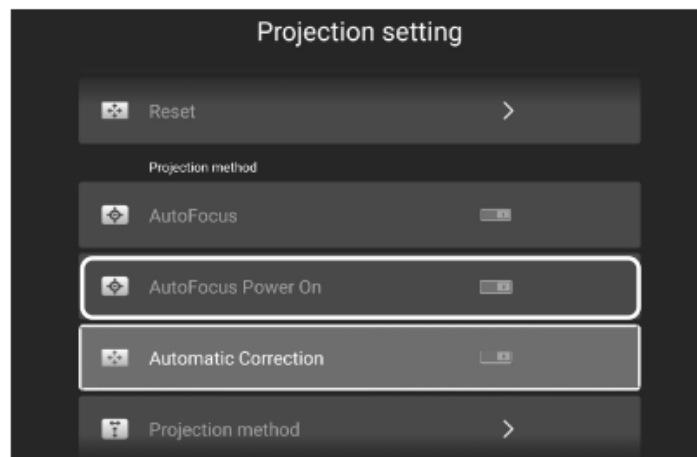 Projection setting
Reset
Projection method
AutoFocus
AutoFocus Power On
Automatic Correction
Projection method